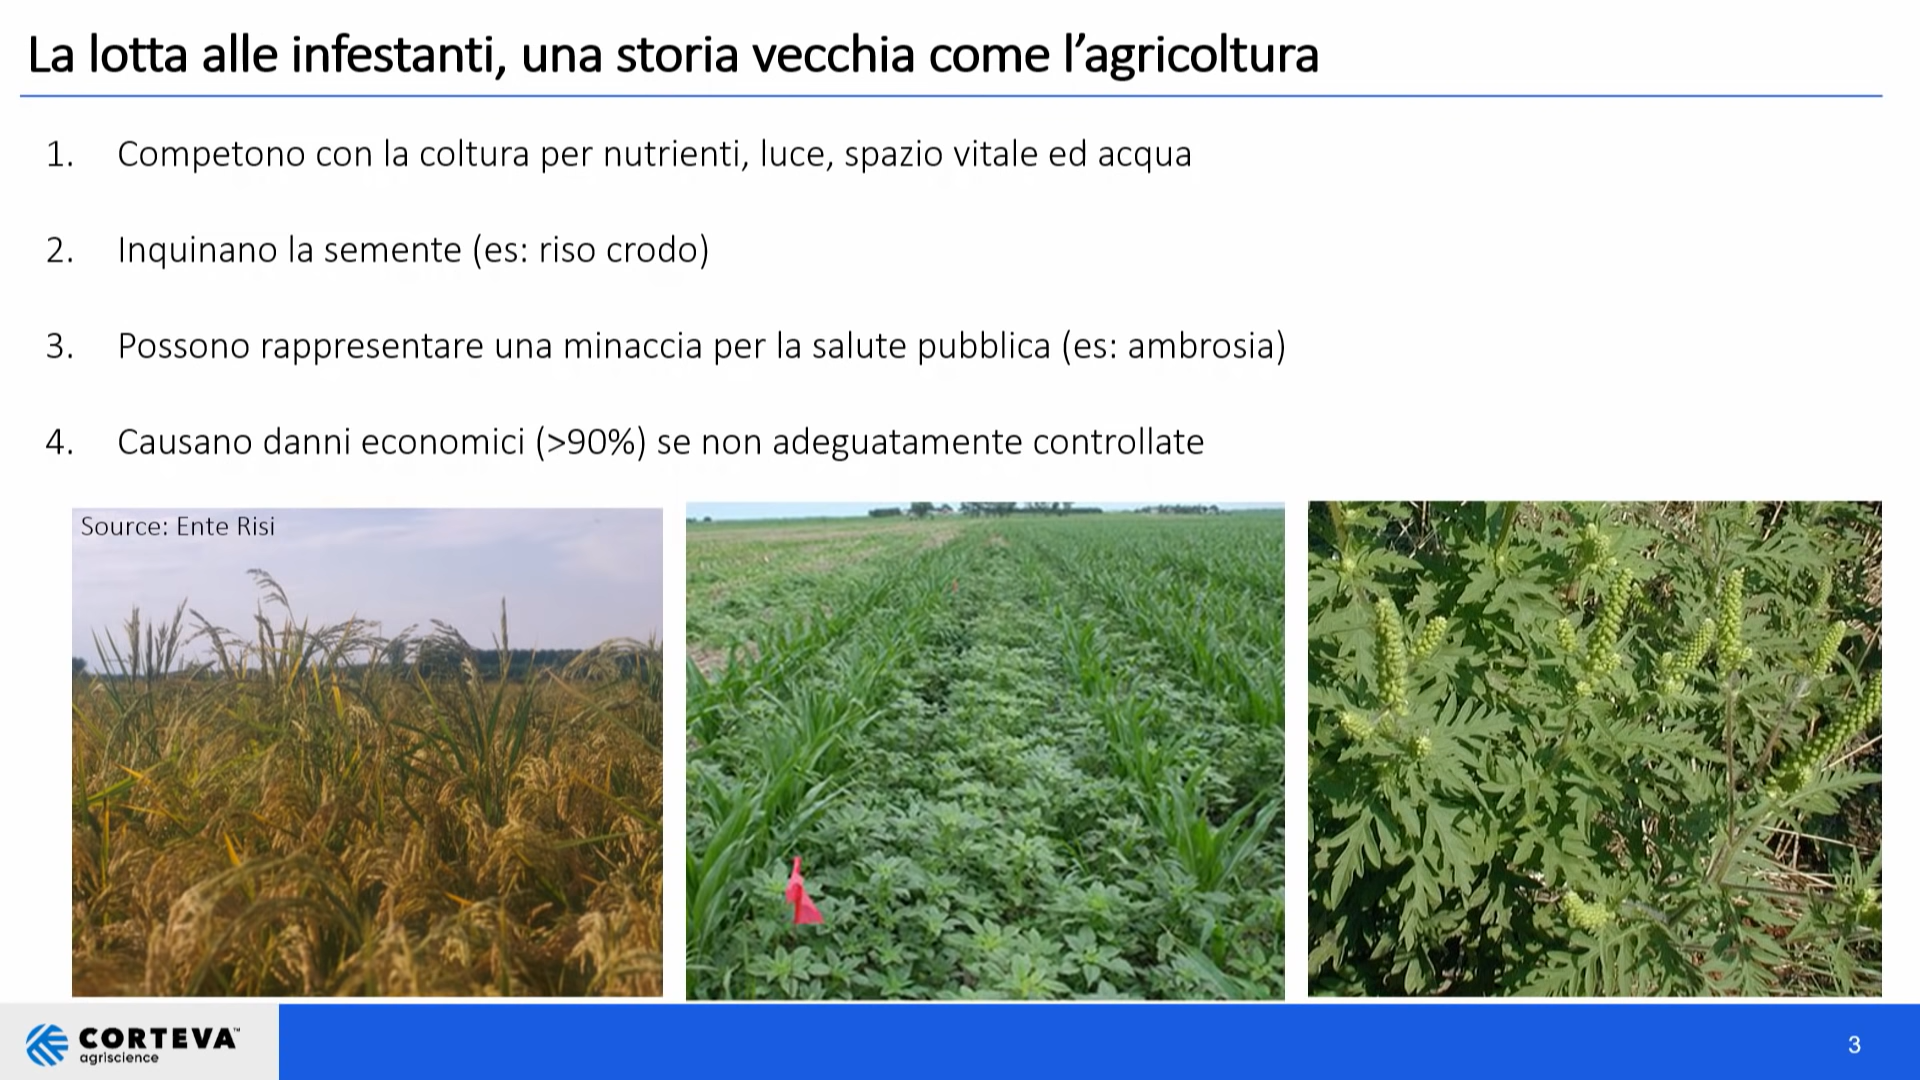 La lotta alle infestanti, una storia vecchia come l’agricoltura
1. Competono con la coltura per nutrienti, luce, spazio vitale ed acqua
2. Inquinano la semente (es: riso crodo)
3. Possono rappresentare una minaccia per la salute pubblica (es: ambrosia)
4. Causano danni economici (>90%) se non adeguatamente controllate
Source: Ente Risi
CORTEVA™
agriscience
3